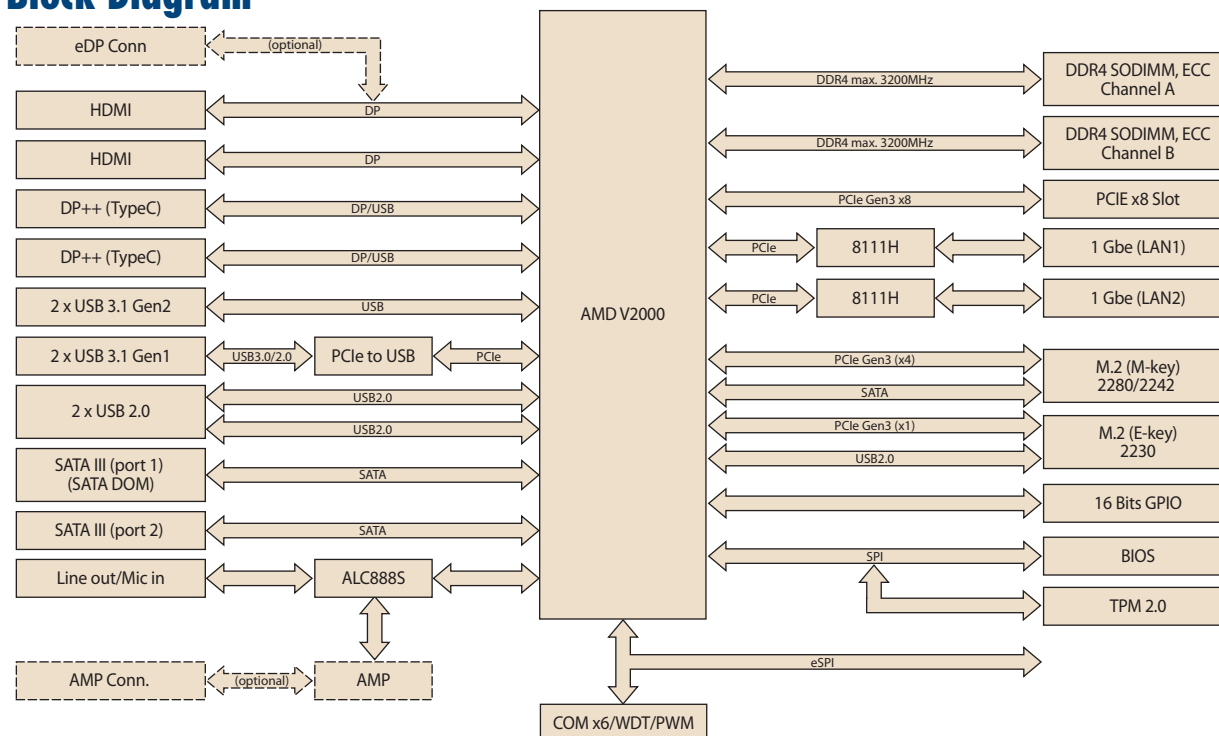 Block Diagram
eDP Conn
(optional)
HDMI
DP
HDMI
DP
DP++ (TypeC)
DP/USB
DP++ (TypeC)
DP/USB
2 x USB 3.1 Gen2
USB
2 x USB 3.1 Gen1
USB3.0/2.0
PCIe to USB
PCIe
2 x USB 2.0
USB2.0
USB2.0
SATA III (port 1)
(SATA DOM)
SATA
SATA III (port 2)
SATA
Line out/Mic in
ALC888S
AMP Conn.
(optional)
AMP
AMD V2000
COM x6/WDT/PWM
DDR4 max. 3200MHz
DDR4 SODIMM, ECC
Channel A
DDR4 max. 3200MHz
DDR4 SODIMM, ECC
Channel B
PCIe Gen3 x8
PCIE x8 Slot
PCIe
8111H
1 Gbe (LAN1)
PCIe
8111H
1 Gbe (LAN2)
PCIe Gen3 (x4)
SATA
M.2 (M-key)
2280/2242
PCIe Gen3 (x1)
USB2.0
M.2 (E-key)
2230
16 Bits GPIO
SPI
BIOS
TPM 2.0
eSPI